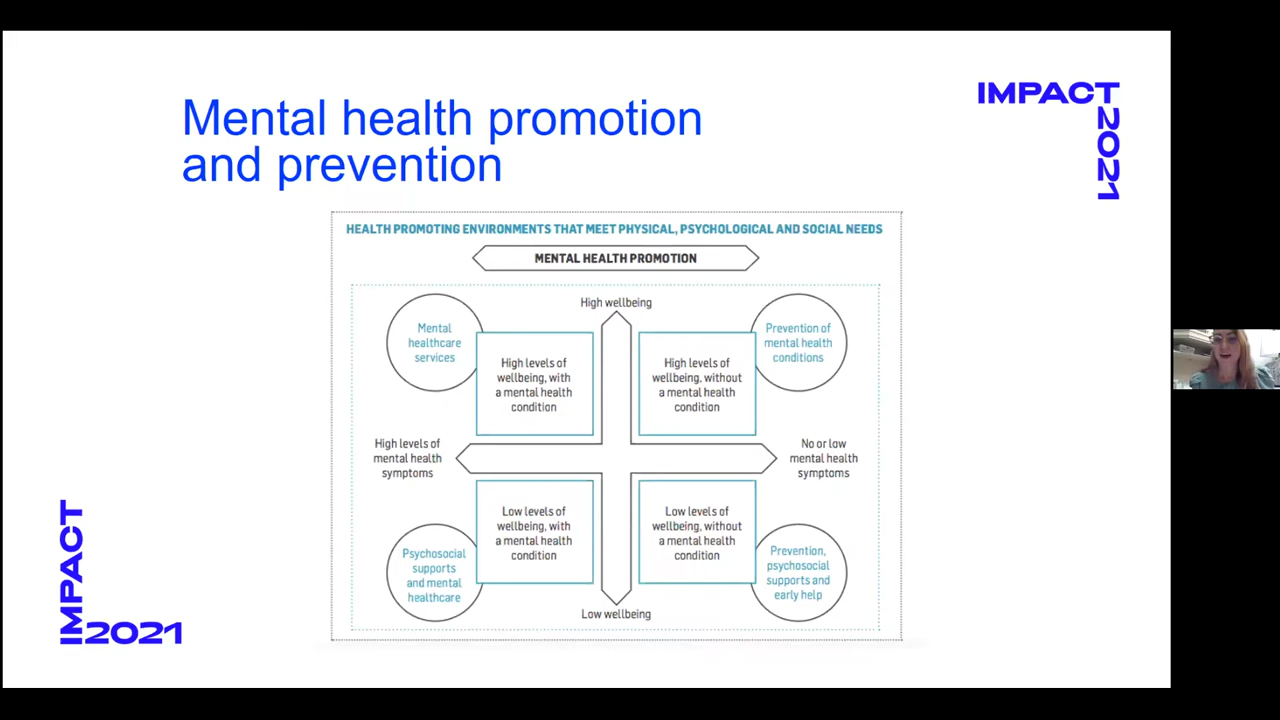 Mental health promotion
and prevention
IMPACT
2021
HEALTH PROMOTING ENVIRONMENTS THAT MEET PHYSICAL, PSYCHOLOGICAL AND SOCIAL NEEDS
MENTAL HEALTH PROMOTION
High wellbeing
Mental
healthcare
services
High levels of
wellbeing, with
a mental health
condition
High levels of
wellbeing, without
a mental health
condition
Prevention of
mental health
conditions
High levels of
mental health
symptoms
No or low
mental health
symptoms
Low levels of
wellbeing, with
a mental health
condition
Low levels of
wellbeing, without
a mental health
condition
Psychosocial
supports
and mental
healthcare
Prevention,
psychosocial
supports and
early help
Low wellbeing
IMPACT
2021